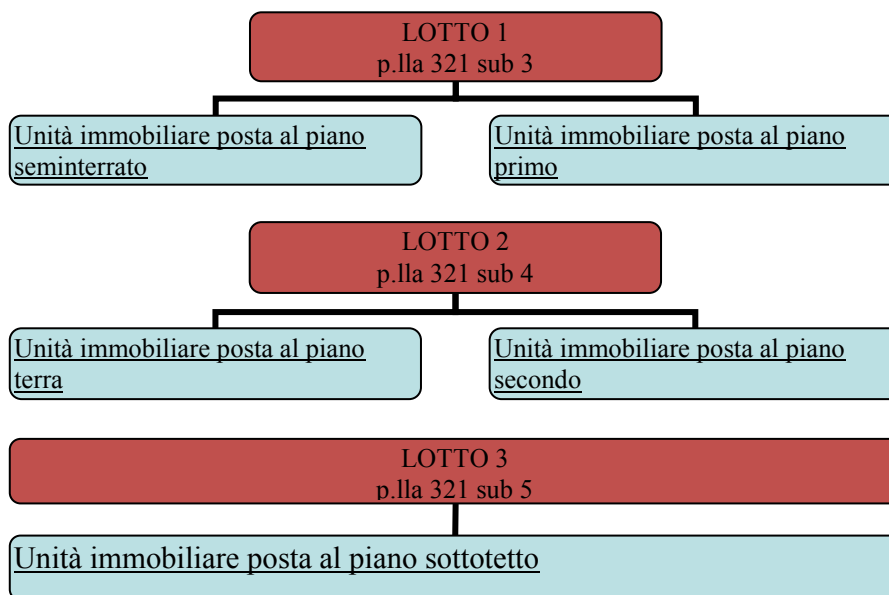 LOTTO 1
p.lla 321 sub 3
Unità immobiliare posta al piano
seminterrato
Unità immobiliare posta al piano
primo
LOTTO 2
p.lla 321 sub 4
Unità immobiliare posta al piano
terra
Unità immobiliare posta al piano
secondo
LOTTO 3
p.lla 321 sub 5
Unità immobiliare posta al piano sottotetto